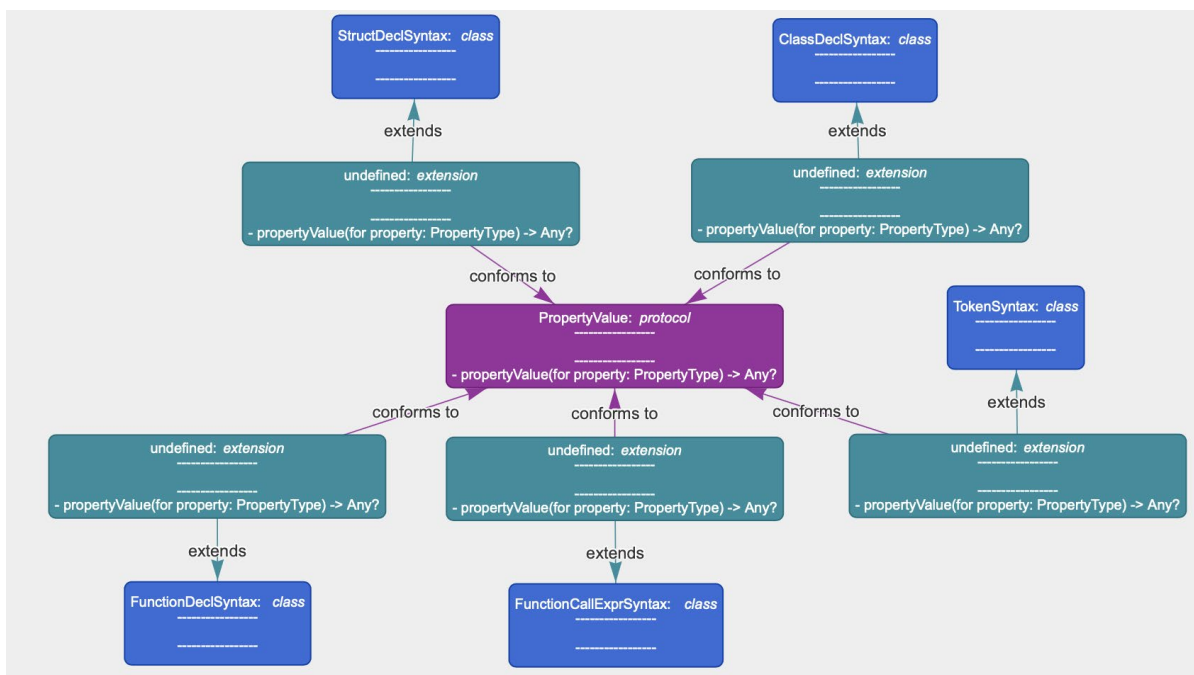 StructDeclSyntax: class
-----------------
-----------------
ClassDeclSyntax: class
-----------------
-----------------
extends
extends
undefined: extension
-----------------
-----------------
- propertyValue(for property: PropertyType) -> Any?
undefined: extension
-----------------
-----------------
- propertyValue(for property: PropertyType) -> Any?
conforms to
conforms to
PropertyValue: protocol
-----------------
-----------------
- propertyValue(for property: PropertyType) -> Any?
TokenSyntax: class
-----------------
-----------------
extends
conforms to
conforms to
conforms to
undefined: extension
-----------------
-----------------
- propertyValue(for property: PropertyType) -> Any?
undefined: extension
-----------------
-----------------
- propertyValue(for property: PropertyType) -> Any?
undefined: extension
-----------------
-----------------
- propertyValue(for property: PropertyType) -> Any?
extends
extends
FunctionDeclSyntax: class
-----------------
-----------------
FunctionCallExprSyntax: class
-----------------
-----------------